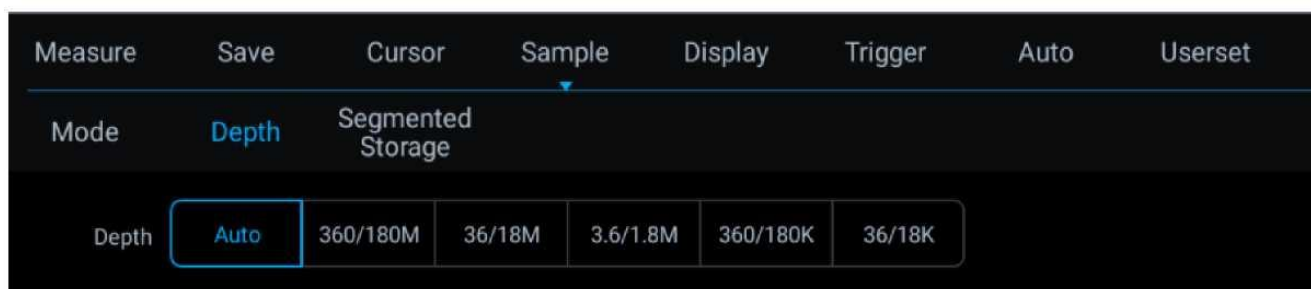 Measure Save Cursor Sample Display Trigger Auto Userset
Mode Depth Segmented
Storage
Depth Auto 360/180M 36/18M 3.6/1.8M 360/180K 36/18K